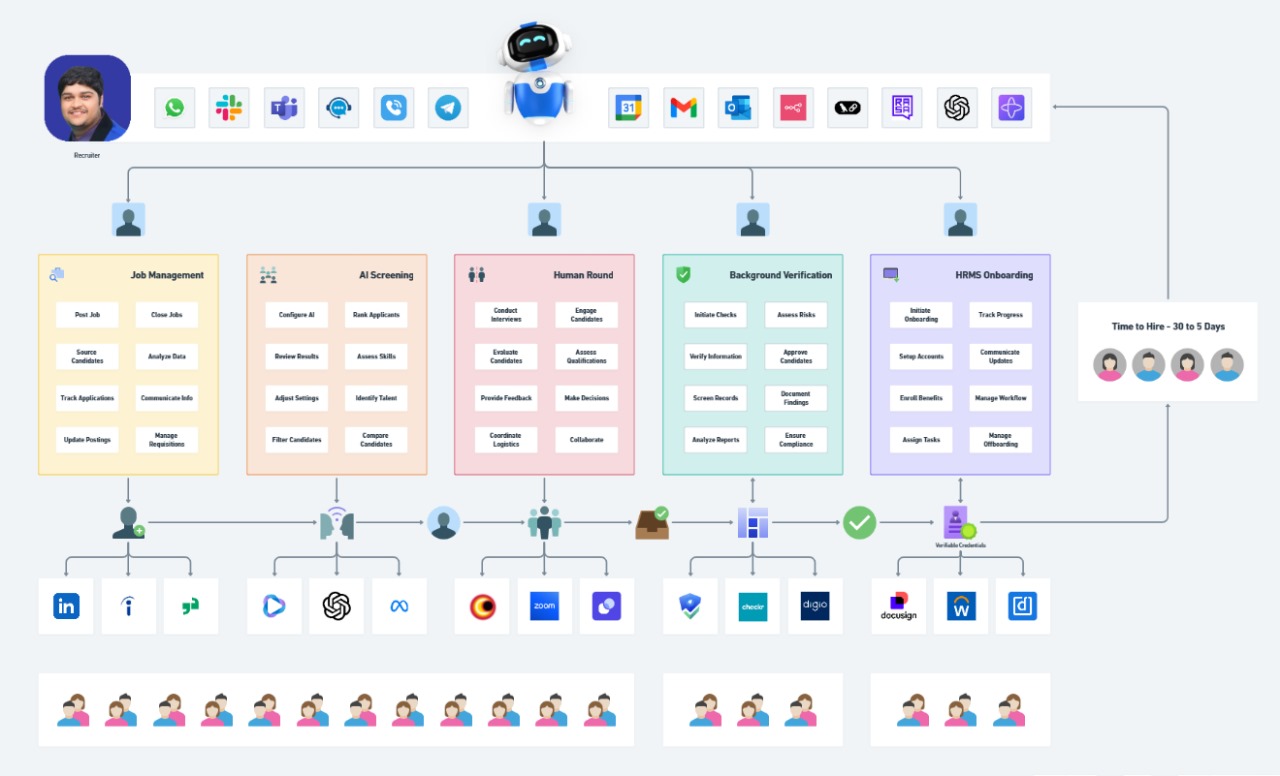 31
Recruiter
Job Management
Post Job
Close Jobs
Source
Candidates
Analyze Data
Track Applications
Communicate Info
Update Postings
Manage
Requisitions
AI Screening
Configure AI
Rank Applicants
Review Results
Assess Skills
Adjust Settings
Identify Talent
Filter Candidates
Compare
Candidates
Human Round
Conduct
Interviews
Engage
Candidates
Evaluate
Candidates
Assess
Qualifications
Provide Feedback
Make Decisions
Coordinate
Logistics
Collaborate
Background Verification
Initiate Checks
Assess Risks
Verify Information
Approve
Candidates
Screen Records
Document
Findings
Analyze Reports
Ensure
Compliance
HRMS Onboarding
Initiate
Onboarding
Track Progress
Setup Accounts
Communicate
Updates
Enroll Benefits
Manage Workflow
Assign Tasks
Manage
Offboarding
Time to Hire - 30 to 5 Days
Verifiable Credentials
in
zoom
checkr
digio
docusign
w